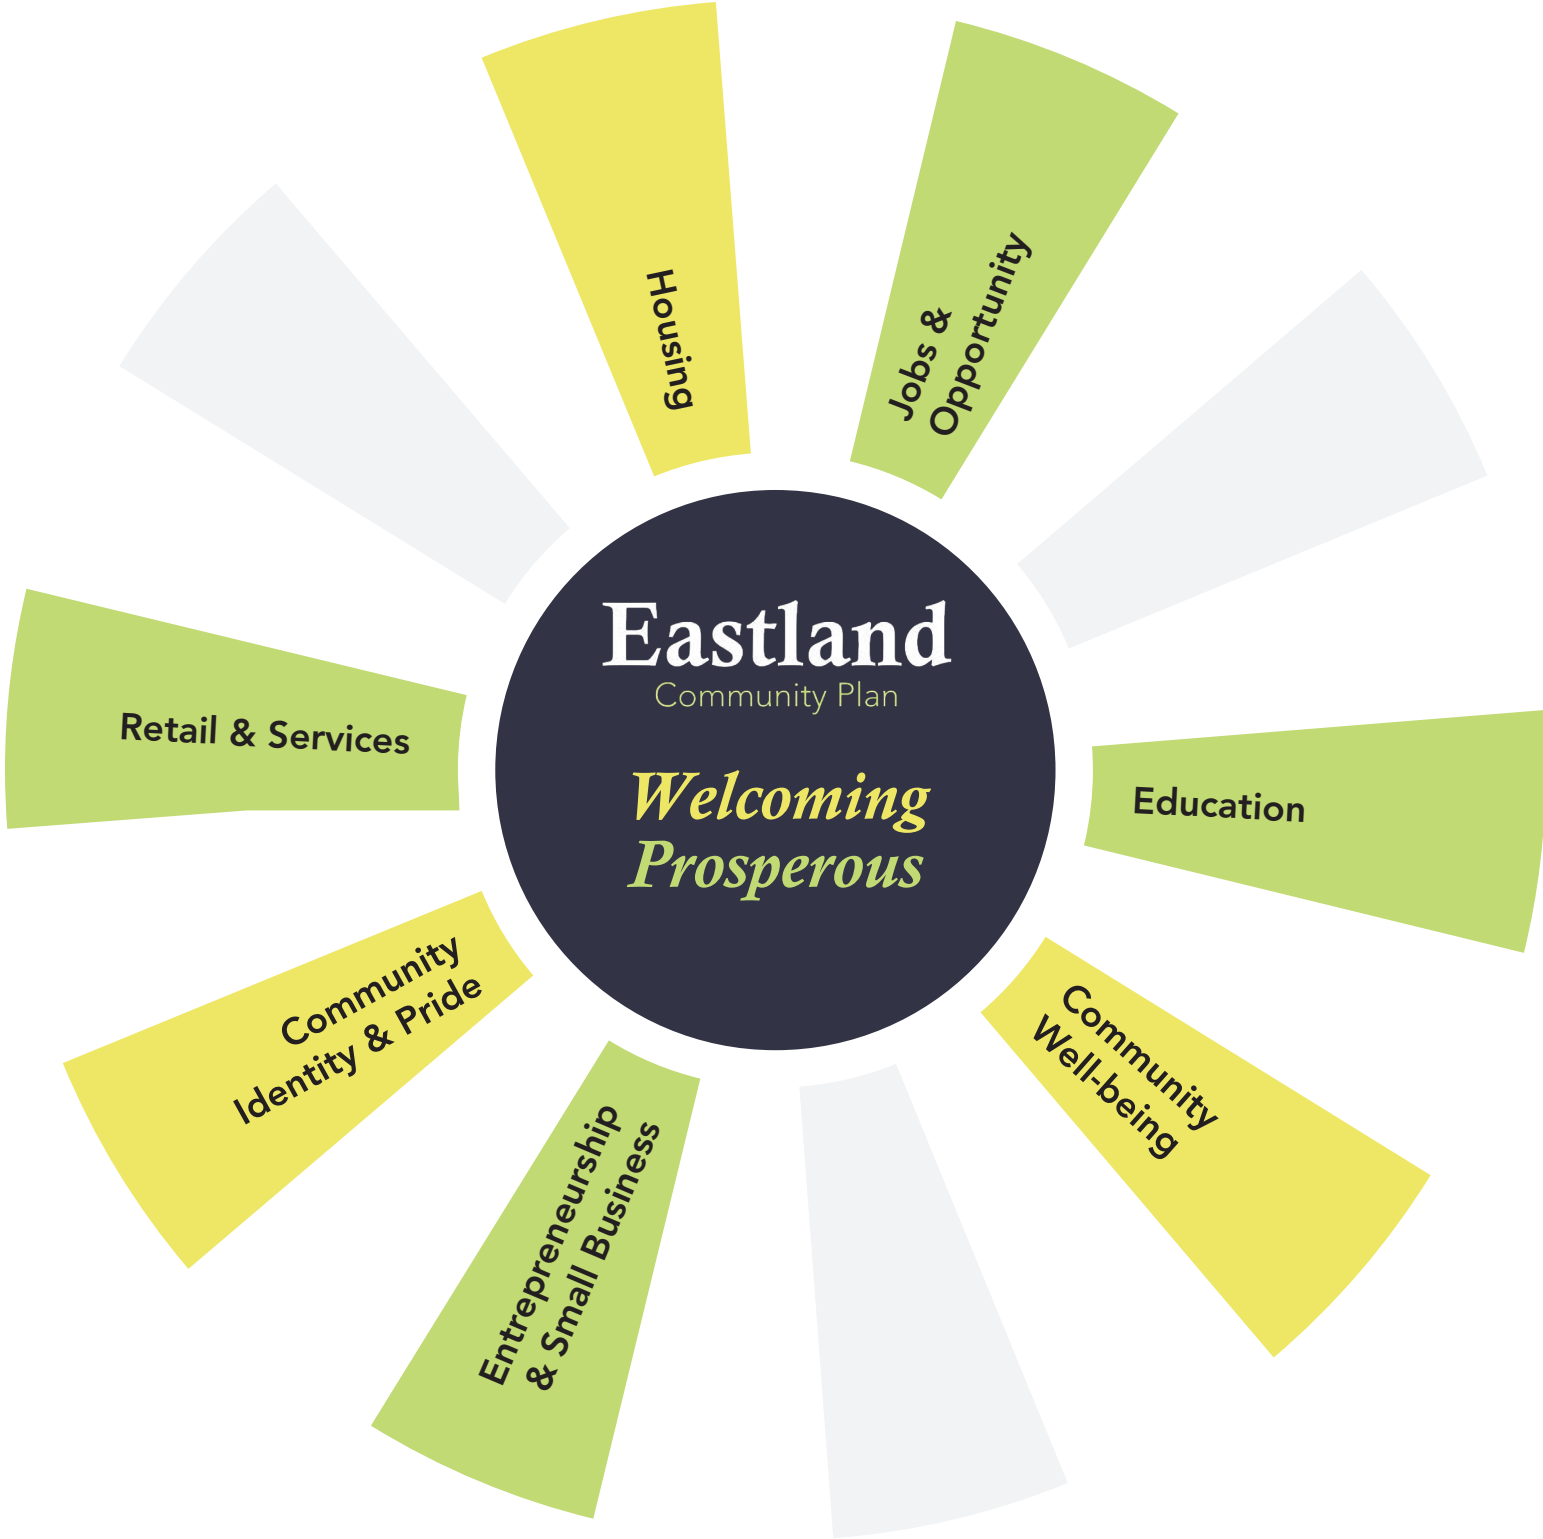 Housing
Jobs &
Opportunity
Eastland
Community Plan
Welcoming
Prosperous
Retail & Services
Education
Community
Identity & Pride
Community
Well-being
Entrepreneurship
& Small Business